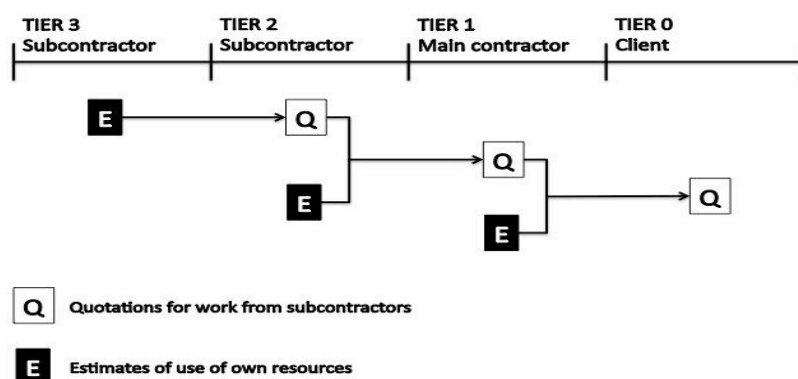 TIER 3
Subcontractor
TIER 2
Subcontractor
TIER 1
Main contractor
TIER 0
Client
E
Q
E
Q
E
Q
Q Quotations for work from subcontractors
E Estimates of use of own resources